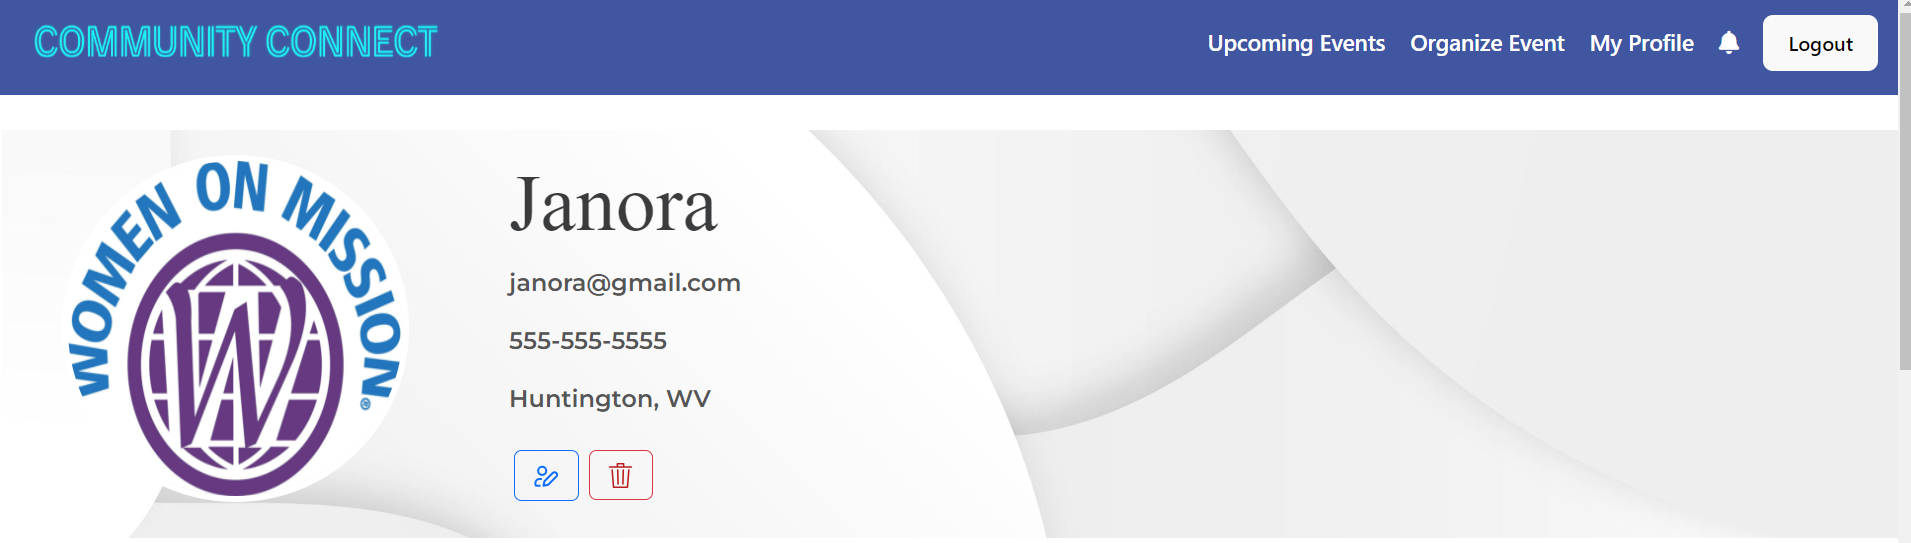 COMMUNITY CONNECT
Upcoming Events
Organize Event
My Profile
Logout
WOMEN ON MISSION®
W
Janora
janora@gmail.com
555-555-5555
Huntington, WV